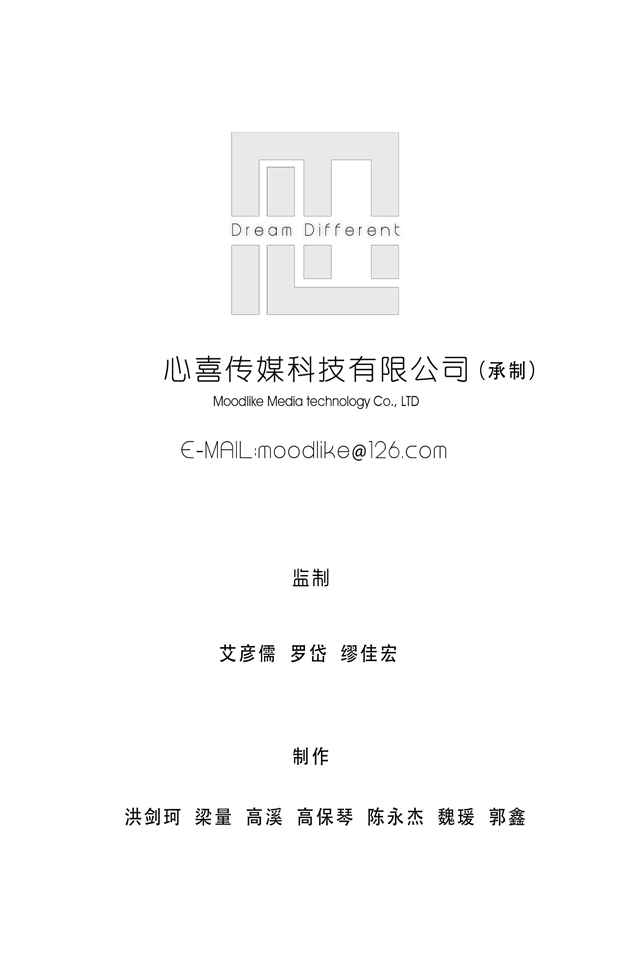 Dream Different
心喜传媒科技有限公司(承制)
Moodlike Media technology Co., LTD
E-MAIL:moodlike@126.com
监制
艾彦儒 罗岱 缪佳宏
制作
洪剑珂 梁量 高溪 高保琴 陈永杰 魏瑗 郭鑫